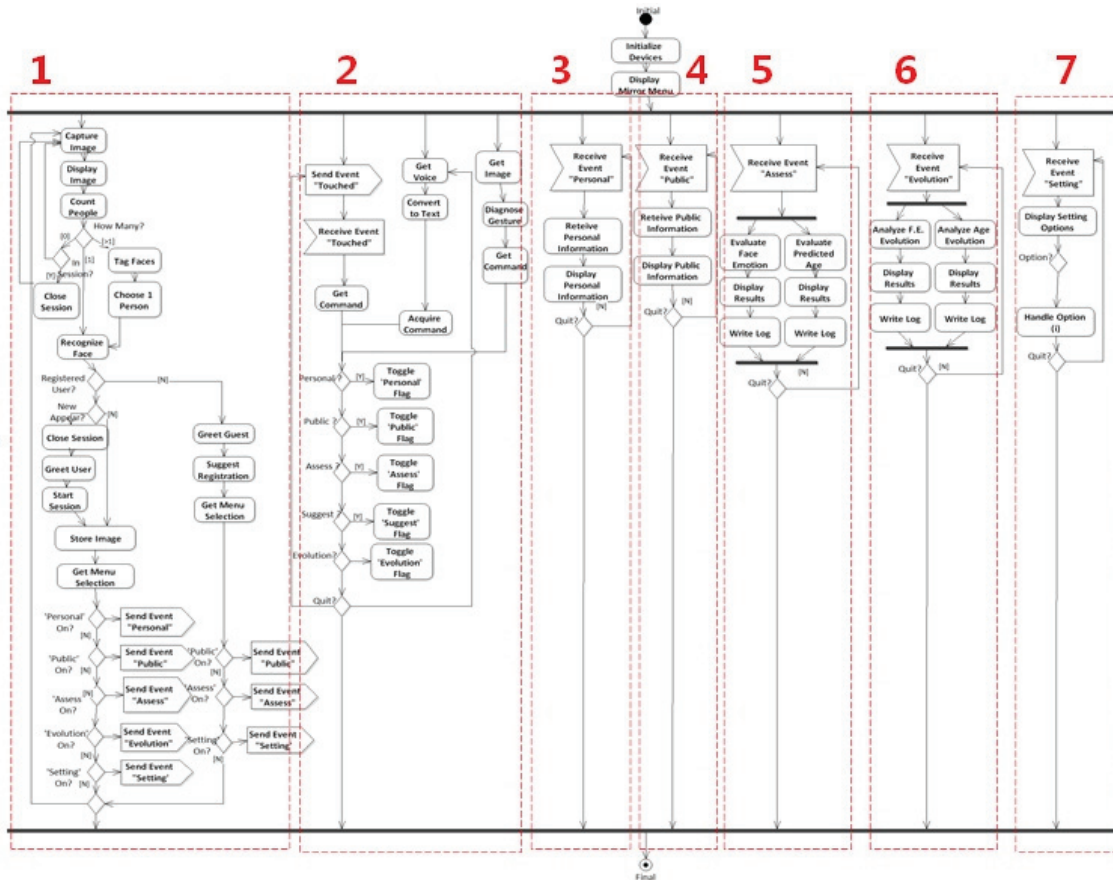 Initial
Initialize
Devices
Display
Mirror Menu
1
2
3
4
5
6
7
Capture
Image
Display
Image
Count
People
How Many?
[0]
[1]
[>1]
In
Session?
[Y]
Tag Faces
Close
Session
Choose 1
Person
Recognize
Face
Registered
User?
[N]
New
Appear?
[N]
Close Session
Greet User
Start
Session
Store Image
Get Menu
Selection
Greet Guest
Suggest
Registration
Get Menu
Selection
'Personal'
On?
[N]
Send Event
"Personal"
'Public'
On?
[N]
Send Event
"Public"
'Assess'
On?
[N]
Send Event
"Assess"
'Evolution'
On?
[N]
Send Event
"Evolution"
'Setting'
On?
[N]
Send Event
"Setting'
'Public'
On?
[N]
Send Event
"Public"
'Assess'
On?
Send Event
"Assess"
'Setting'
On?
[N]
Send Event
"Setting'
Send Event
"Touched"
Receive Event
"Touched"
Get
Command
Get
Voice
Convert
to Text
Acquire
Command
Get
Image
Diagnose
Gesture
Get
Command
Personal ?
[Y]
Toggle
'Personal'
Flag
Public ?
[Y]
Toggle
'Public'
Flag
Assess ?
[Y]
Toggle
'Assess'
Flag
Suggest ?
[Y]
Toggle
'Suggest'
Flag
Evolution?
Toggle
'Evolution'
Flag
Quit?
Receive
Event
"Personal"
Reteive
Personal
Information
Display
Personal
Information
[N]
Quit?
Receive
Event
"Public"
Reteive Public
Information
Display Public
Information
[N]
Quit?
Receive Event
"Assess"
Evaluate
Face
Emotion
Evaluate
Predicted
Age
Display
Results
Display
Results
Write Log
Write Log
[N]
Quit?
Receive
Event
"Evolution"
Analyze F.E.
Evolution
Analyze Age
Evolution
Display
Results
Display
Results
Write Log
Write Log
Quit?
[N]
Receive
Event
"Setting"
Display Setting
Options
Option?
Handle Option
(i)
Quit?
Final